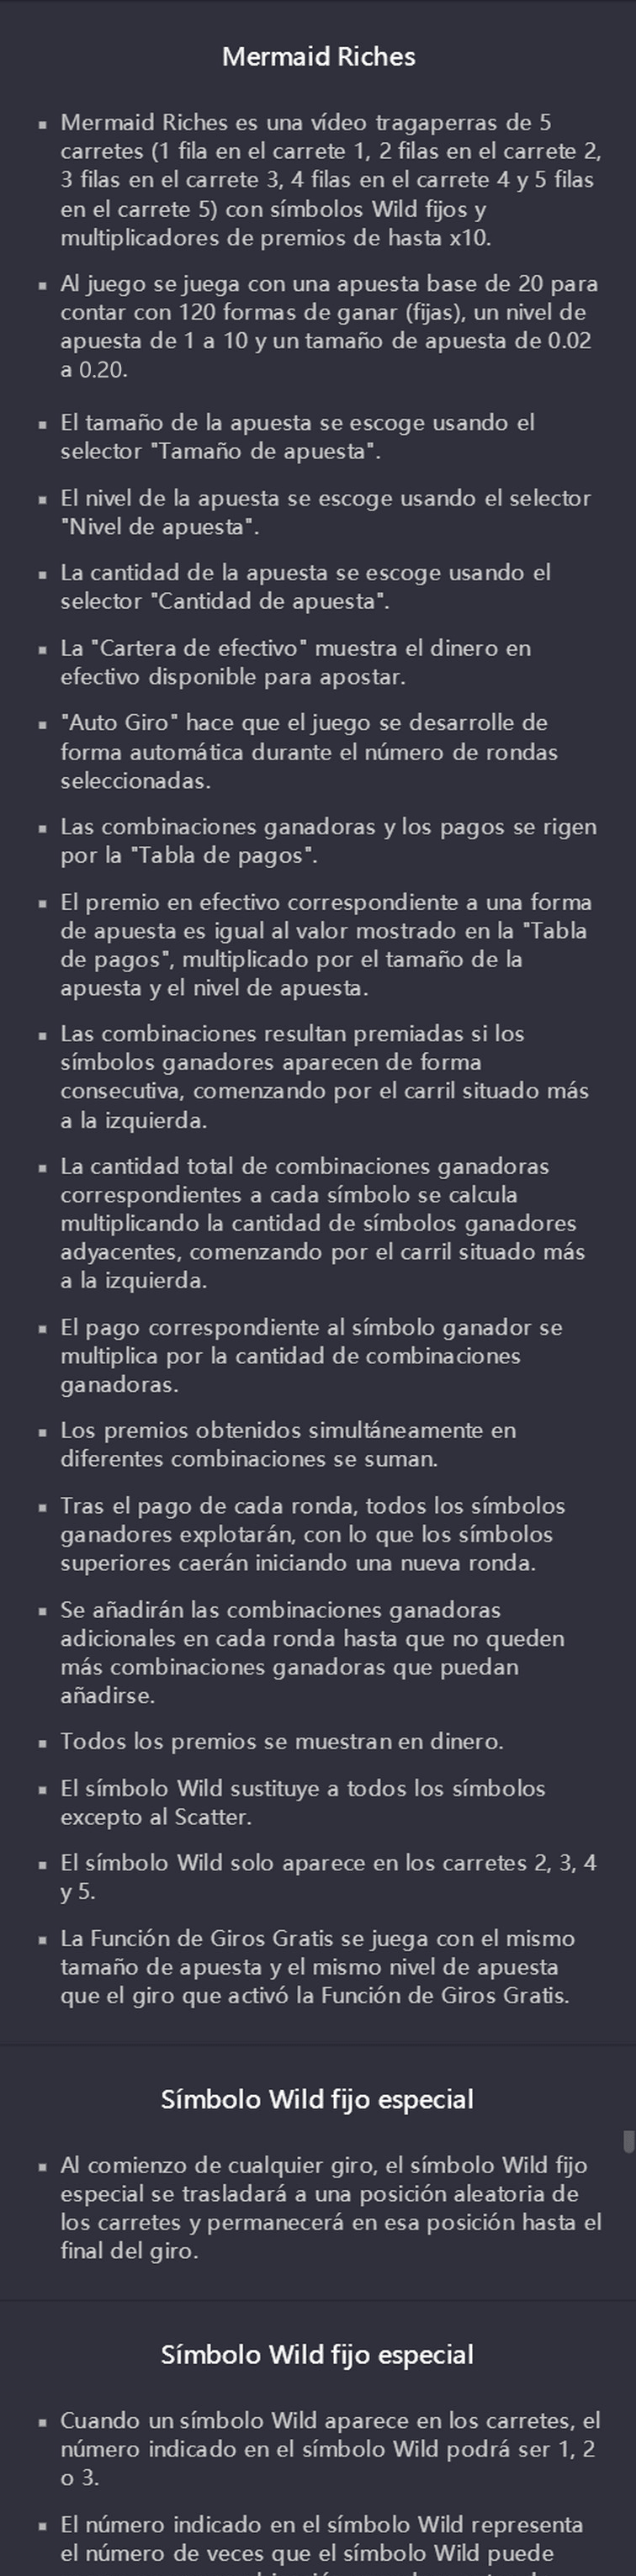 Mermaid Riches
▪ Mermaid Riches es una vídeo tragaperras de 5
carretes (1 fila en el carrete 1, 2 filas en el carrete 2,
3 filas en el carrete 3, 4 filas en el carrete 4 y 5 filas
en el carrete 5) con símbolos Wild fijos y
multiplicadores de premios de hasta x10.
▪ Al juego se juega con una apuesta base de 20 para
contar con 120 formas de ganar (fijas), un nivel de
apuesta de 1 a 10 y un tamaño de apuesta de 0.02
a 0.20.
▪ El tamaño de la apuesta se escoge usando el
selector "Tamaño de apuesta".
▪ El nivel de la apuesta se escoge usando el selector
"Nivel de apuesta".
▪ La cantidad de la apuesta se escoge usando el
selector "Cantidad de apuesta".
▪ La "Cartera de efectivo" muestra el dinero en
efectivo disponible para apostar.
▪ "Auto Giro" hace que el juego se desarrolle de
forma automática durante el número de rondas
seleccionadas.
▪ Las combinaciones ganadoras y los pagos se rigen
por la "Tabla de pagos".
▪ El premio en efectivo correspondiente a una forma
de apuesta es igual al valor mostrado en la "Tabla
de pagos", multiplicado por el tamaño de la
apuesta y el nivel de apuesta.
▪ Las combinaciones resultan premiadas si los
símbolos ganadores aparecen de forma
consecutiva, comenzando por el carril situado más
a la izquierda.
▪ La cantidad total de combinaciones ganadoras
correspondientes a cada símbolo se calcula
multiplicando la cantidad de símbolos ganadores
adyacentes, comenzando por el carril situado más
a la izquierda.
▪ El pago correspondiente al símbolo ganador se
multiplica por la cantidad de combinaciones
ganadoras.
▪ Los premios obtenidos simultáneamente en
diferentes combinaciones se suman.
▪ Tras el pago de cada ronda, todos los símbolos
ganadores explotarán, con lo que los símbolos
superiores caerán iniciando una nueva ronda.
▪ Se añadirán las combinaciones ganadoras
adicionales en cada ronda hasta que no queden
más combinaciones ganadoras que puedan
añadirse.
▪ Todos los premios se muestran en dinero.
▪ El símbolo Wild sustituye a todos los símbolos
excepto al Scatter.
▪ El símbolo Wild solo aparece en los carretes 2, 3, 4
y 5.
▪ La Función de Giros Gratis se juega con el mismo
tamaño de apuesta y el mismo nivel de apuesta
que el giro que activó la Función de Giros Gratis.
Símbolo Wild fijo especial
▪ Al comienzo de cualquier giro, el símbolo Wild fijo
especial se trasladará a una posición aleatoria de
los carretes y permanecerá en esa posición hasta el
final del giro.
Símbolo Wild fijo especial
▪ Cuando un símbolo Wild aparece en los carretes, el
número indicado en el símbolo Wild podrá ser 1, 2
o 3.
▪ El número indicado en el símbolo Wild representa
el número de veces que el símbolo Wild puede